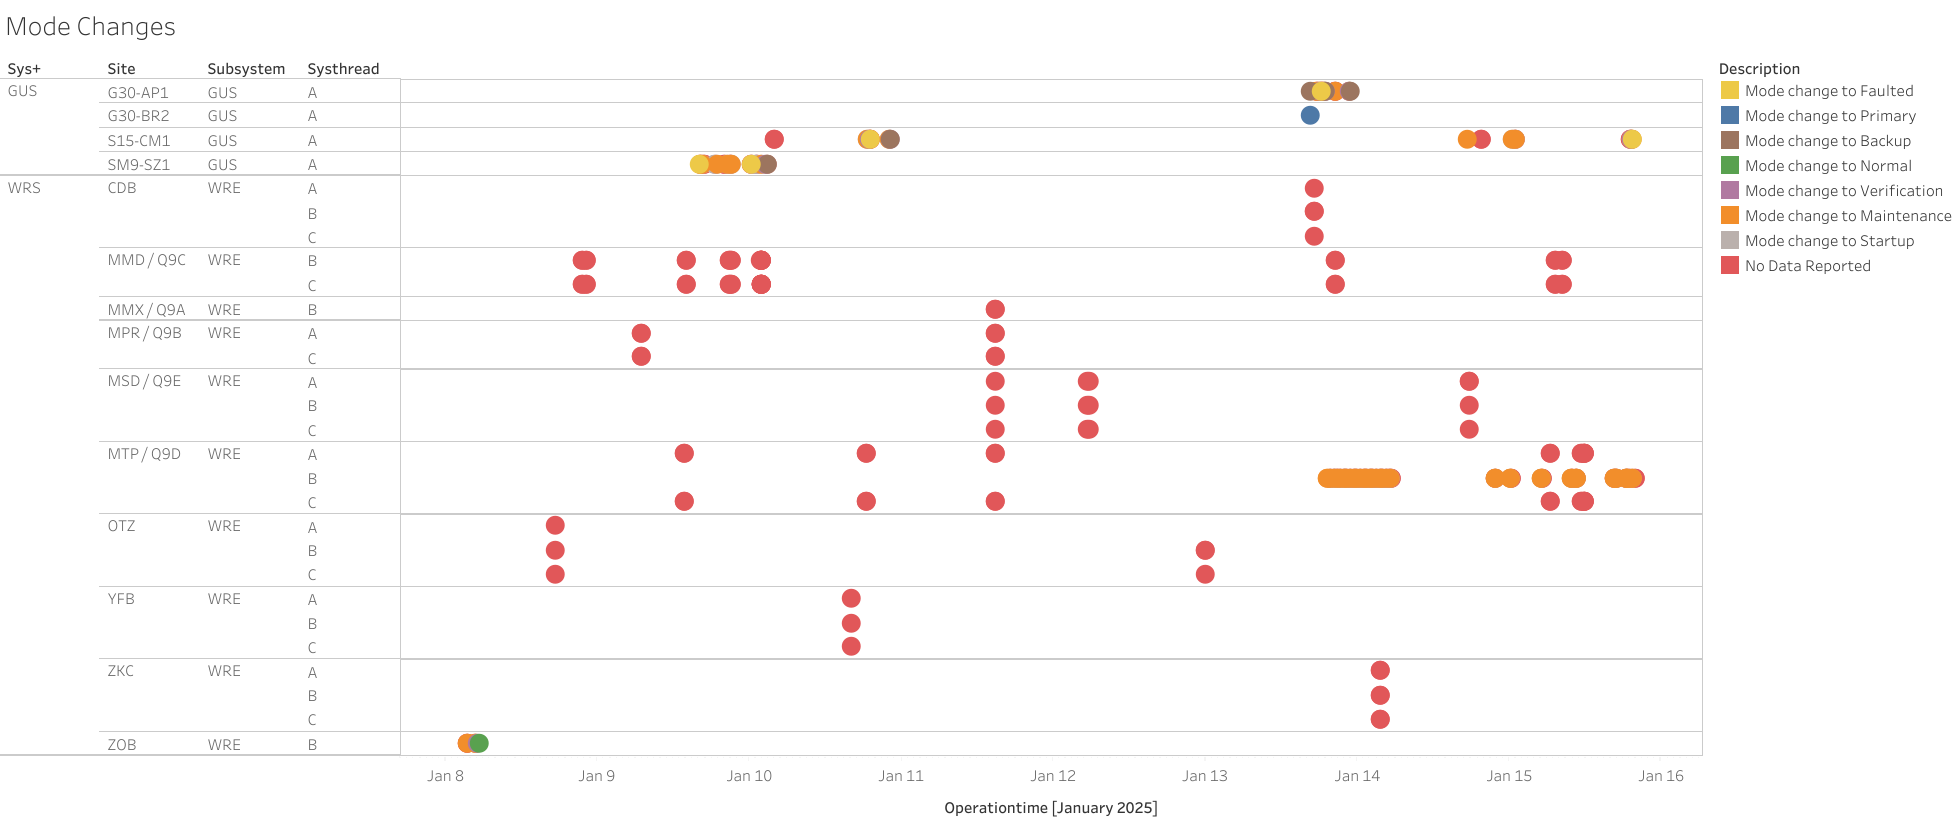 Mode Changes
Sys+ Site Subsystem Systhread
GUS G30-AP1 GUS A
G30-BR2 GUS A
S15-CM1 GUS A
SM9-SZ1 GUS A
WRS CDB WRE A
B
C
MMD / Q9C WRE B
C
MMX / Q9A WRE B
MPR / Q9B WRE A
C
MSD / Q9E WRE A
B
C
MTP / Q9D WRE A
B
C
OTZ WRE A
B
C
YFB WRE A
B
C
ZKC WRE A
B
C
ZOB WRE B
Jan 8 Jan 9 Jan 10 Jan 11 Jan 12 Jan 13 Jan 14 Jan 15 Jan 16
Operationtime [January 2025]
Description
Mode change to Faulted
Mode change to Primary
Mode change to Backup
Mode change to Normal
Mode change to Verification
Mode change to Maintenance
Mode change to Startup
No Data Reported